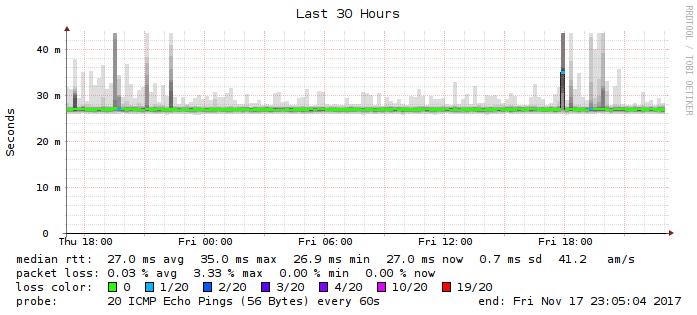 Last 30 Hours
RRDTOOL / TOBI OETIKER
Seconds
40 m
30 m
20 m
10 m
0
Thu 18:00 Fri 00:00 Fri 06:00 Fri 12:00 Fri 18:00
median rtt: 27.0 ms avg 35.0 ms max 26.9 ms min 27.0 ms now 0.7 ms sd 41.2 am/s
packet loss: 0.03 % avg 3.33 % max 0.00 % min 0.00 % now
loss color: 0 1/20 2/20 3/20 4/20 10/20 19/20
probe: 20 ICMP Echo Pings (56 Bytes) every 60s end: Fri Nov 17 23:05:04 2017